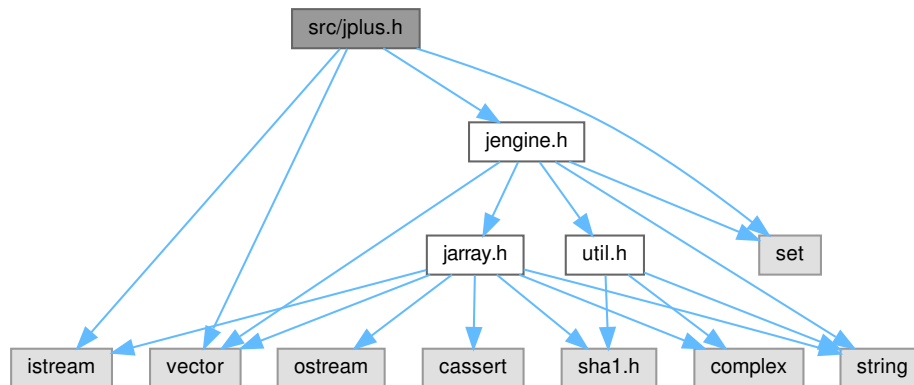 src/jplus.h
jengine.h
jarray.h
util.h
set
istream
vector
ostream
cassert
sha1.h
complex
string